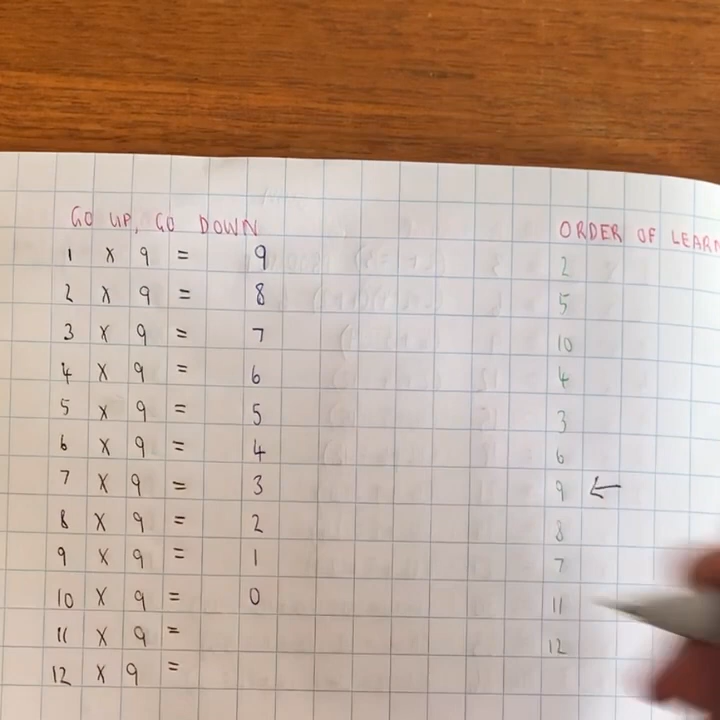 GO UP, GO DOWN
1 x 9 = 9
2 x 9 = 8
3 x 9 = 7
4 x 9 = 6
5 x 9 = 5
6 x 9 = 4
7 x 9 = 3
8 x 9 = 2
9 x 9 = 1
10 x 9 = 0
11 x 9 =
12 x 9 =
ORDER OF LEARN
2
5
10
4
3
6
9 ←
8
7
11
12